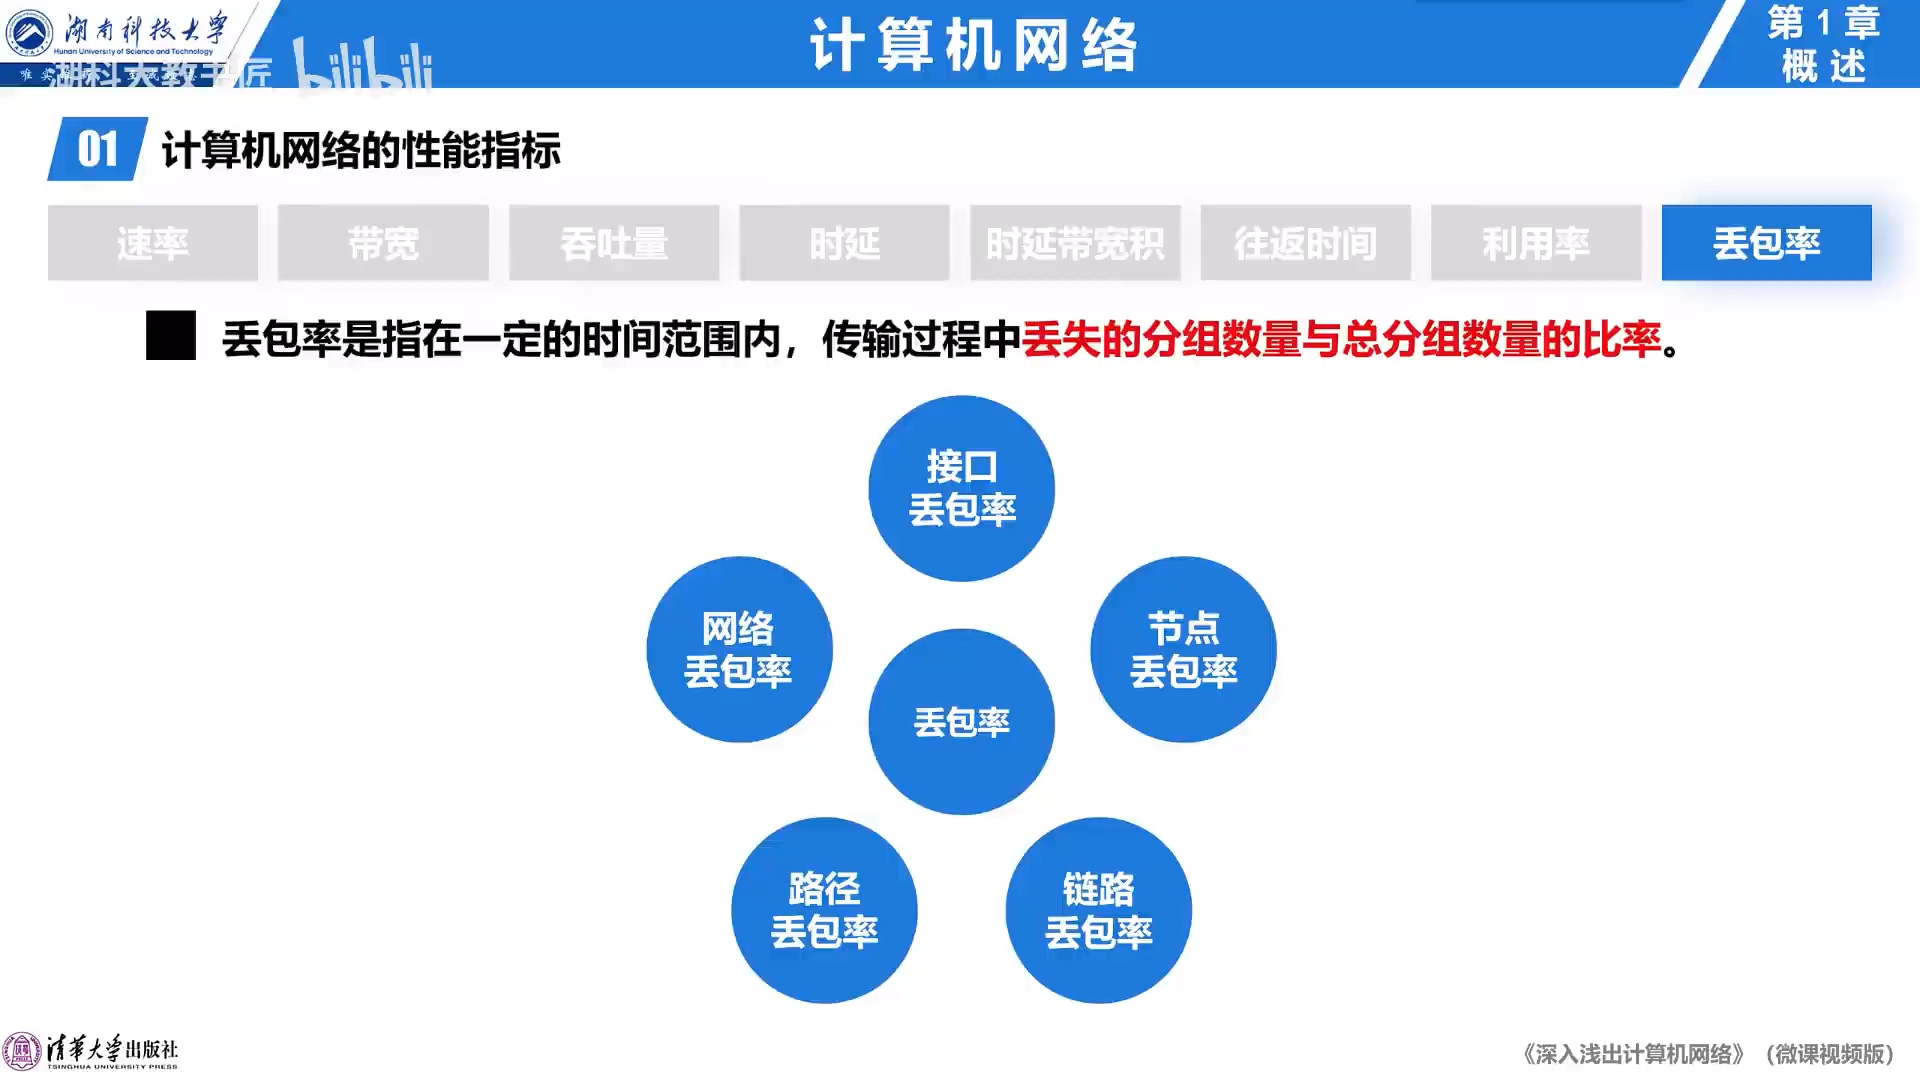 湖南科技大学
Hunan University of Science and Technology
湖科大教书匠 bilibili
计算机网络
第 1 章
概 述
01 计算机网络的性能指标
速率 带宽 吞吐量 时延 时延带宽积 往返时间 利用率 丢包率
丢包率是指在一定的时间范围内，传输过程中丢失的分组数量与总分组数量的比率。
接口
丢包率
网络
丢包率
节点
丢包率
丢包率
路径
丢包率
链路
丢包率
清华大学出版社
TSINGHUA UNIVERSITY PRESS
《深入浅出计算机网络》（微课视频版）